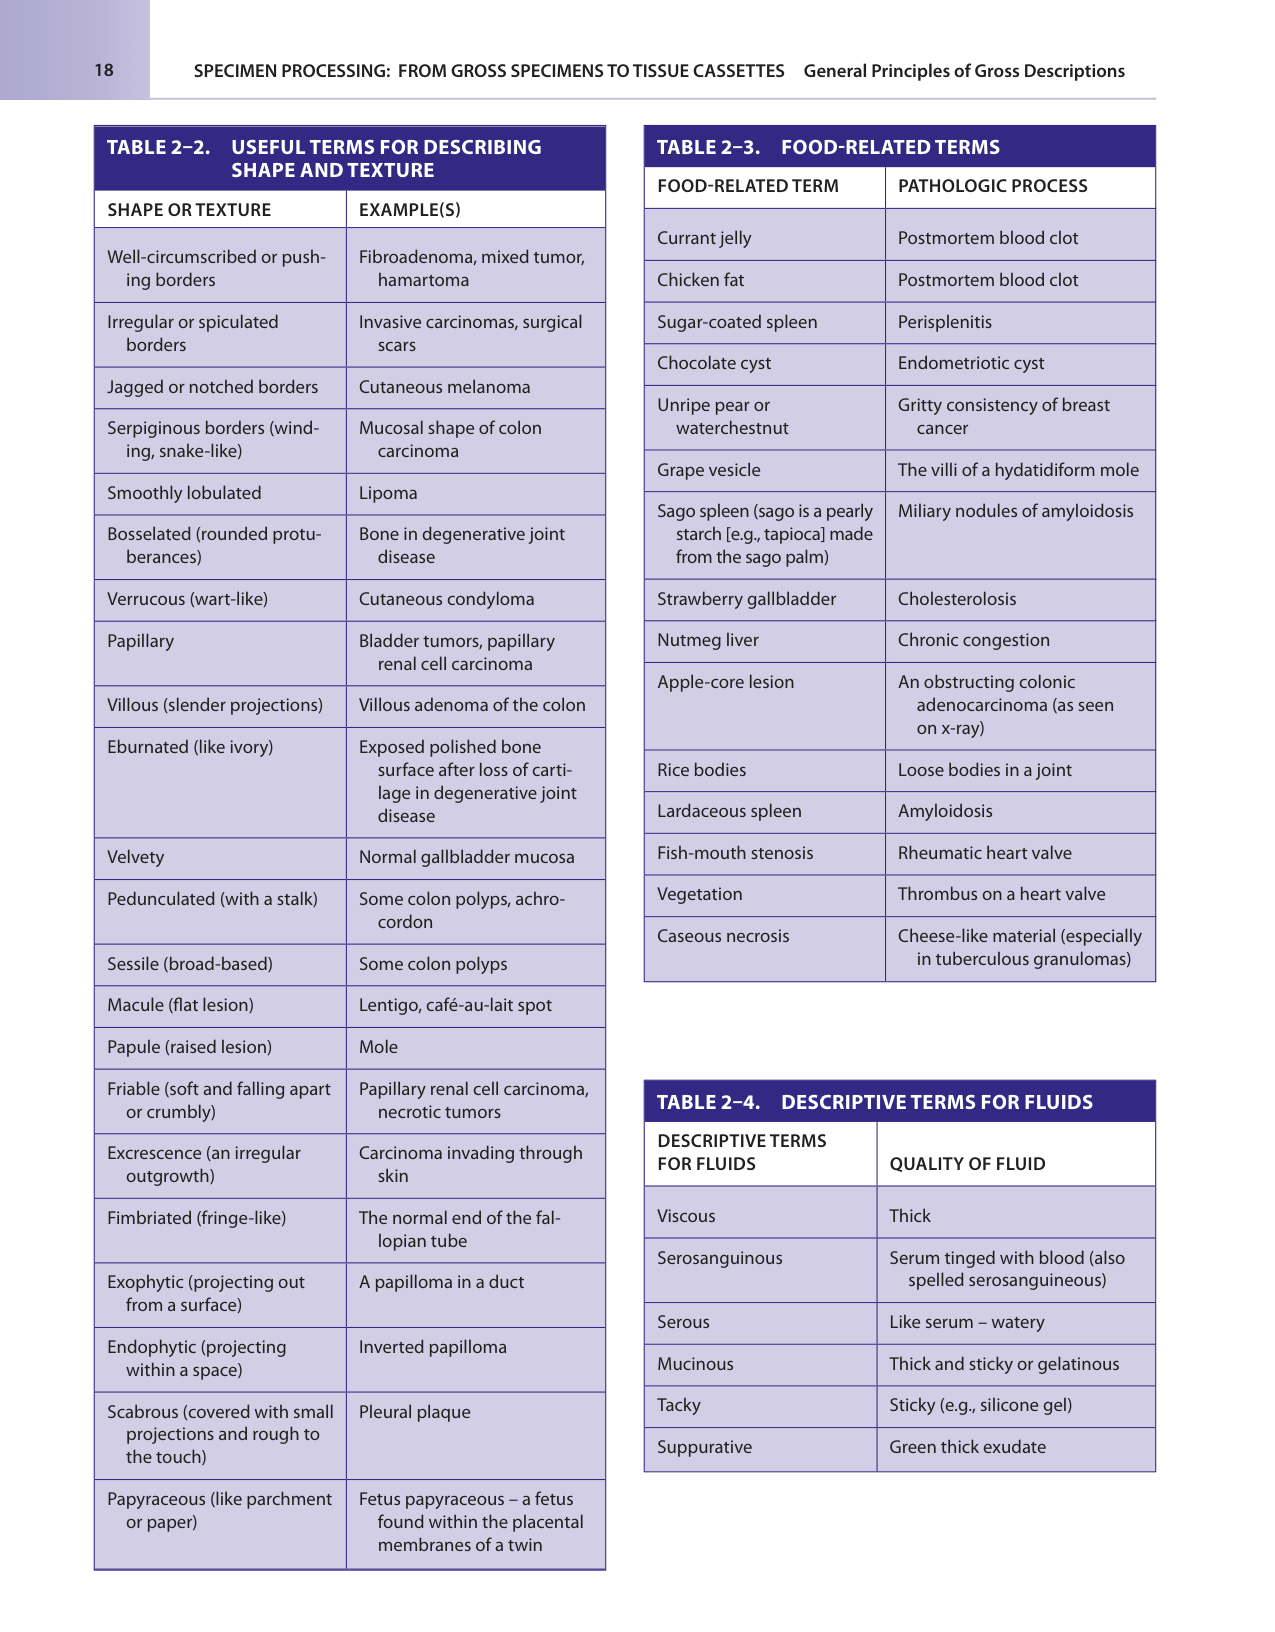 18
SPECIMEN PROCESSING: FROM GROSS SPECIMENS TO TISSUE CASSETTES General Principles of Gross Descriptions
TABLE 2–2. USEFUL TERMS FOR DESCRIBING
SHAPE AND TEXTURE
SHAPE OR TEXTURE EXAMPLE(S)
Well-circumscribed or push- Fibroadenoma, mixed tumor,
ing borders hamartoma
Irregular or spiculated Invasive carcinomas, surgical
borders scars
Jagged or notched borders Cutaneous melanoma
Serpiginous borders (wind- Mucosal shape of colon
ing, snake-like) carcinoma
Smoothly lobulated Lipoma
Bosselated (rounded protu- Bone in degenerative joint
berances) disease
Verrucous (wart-like) Cutaneous condyloma
Papillary Bladder tumors, papillary
renal cell carcinoma
Villous (slender projections) Villous adenoma of the colon
Eburnated (like ivory) Exposed polished bone
surface after loss of carti-
lage in degenerative joint
disease
Velvety Normal gallbladder mucosa
Pedunculated (with a stalk) Some colon polyps, achro-
cordon
Sessile (broad-based) Some colon polyps
Macule (flat lesion) Lentigo, café-au-lait spot
Papule (raised lesion) Mole
Friable (soft and falling apart Papillary renal cell carcinoma,
or crumbly) necrotic tumors
Excrescence (an irregular Carcinoma invading through
outgrowth) skin
Fimbriated (fringe-like) The normal end of the fal-
lopian tube
Exophytic (projecting out A papilloma in a duct
from a surface)
Endophytic (projecting Inverted papilloma
within a space)
Scabrous (covered with small Pleural plaque
projections and rough to
the touch)
Papyraceous (like parchment Fetus papyraceous – a fetus
or paper) found within the placental
membranes of a twin
TABLE 2–3. FOOD-RELATED TERMS
FOOD-RELATED TERM PATHOLOGIC PROCESS
Currant jelly Postmortem blood clot
Chicken fat Postmortem blood clot
Sugar-coated spleen Perisplenitis
Chocolate cyst Endometriotic cyst
Unripe pear or Gritty consistency of breast
waterchestnut cancer
Grape vesicle The villi of a hydatidiform mole
Sago spleen (sago is a pearly Miliary nodules of amyloidosis
starch [e.g., tapioca] made
from the sago palm)
Strawberry gallbladder Cholesterolosis
Nutmeg liver Chronic congestion
Apple-core lesion An obstructing colonic
adenocarcinoma (as seen
on x-ray)
Rice bodies Loose bodies in a joint
Lardaceous spleen Amyloidosis
Fish-mouth stenosis Rheumatic heart valve
Vegetation Thrombus on a heart valve
Caseous necrosis Cheese-like material (especially
in tuberculous granulomas)
TABLE 2–4. DESCRIPTIVE TERMS FOR FLUIDS
DESCRIPTIVE TERMS
FOR FLUIDS QUALITY OF FLUID
Viscous Thick
Serosanguinous Serum tinged with blood (also
spelled serosanguineous)
Serous Like serum – watery
Mucinous Thick and sticky or gelatinous
Tacky Sticky (e.g., silicone gel)
Suppurative Green thick exudate